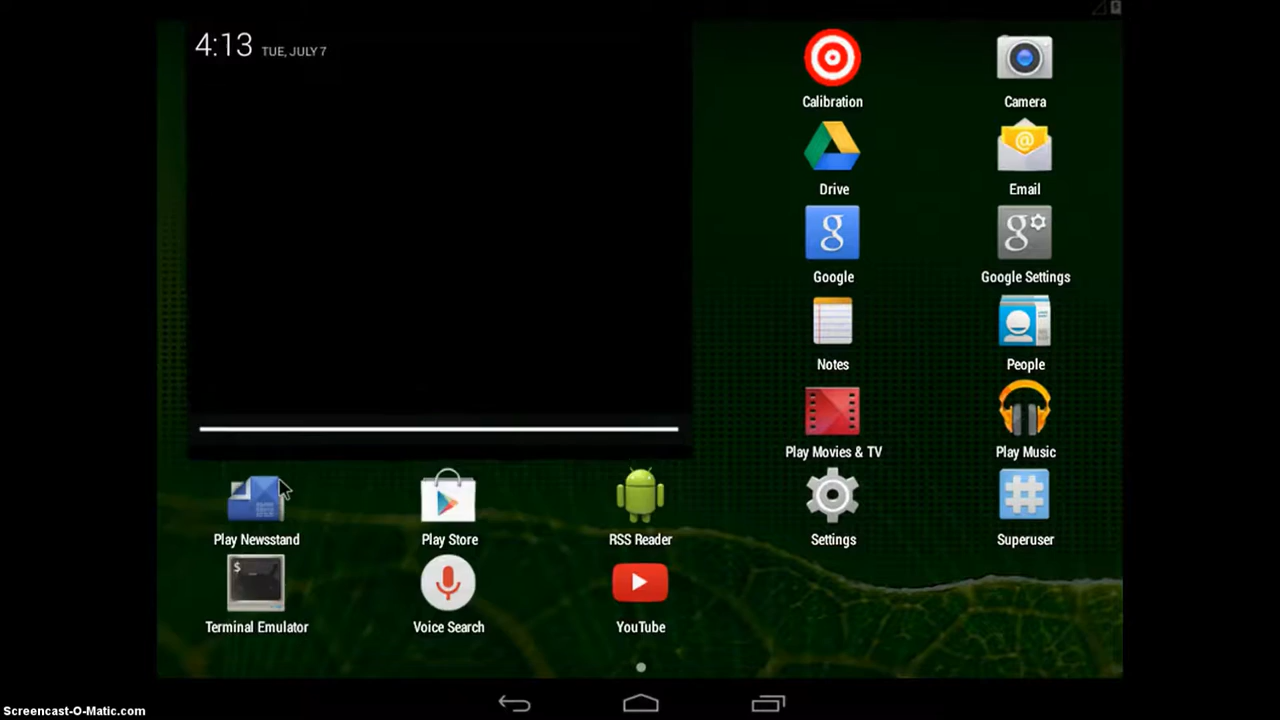 4:13 TUE, JULY 7
Calibration
Camera
Drive
@
Email
g
Google
g
Google Settings
Notes
People
Play Movies & TV
Play Music
Play Newsstand
Play Store
RSS Reader
Settings
#
Superuser
$
Terminal Emulator
Voice Search
YouTube
Screencast-O-Matic.com